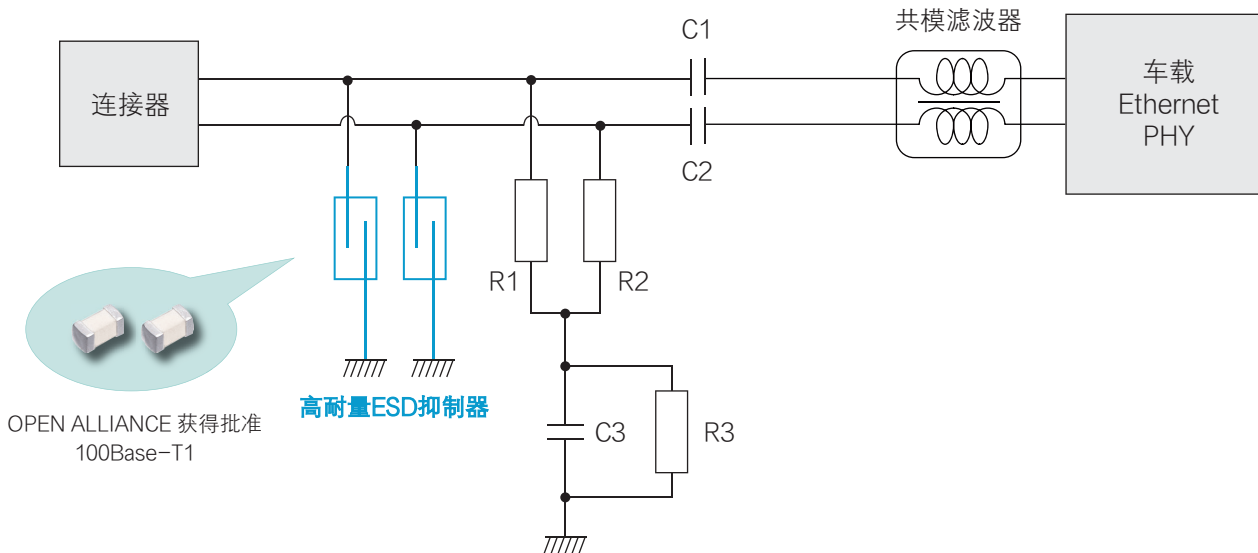 C1
共模滤波器
连接器
车载
Ethernet
PHY
C2
R1
R2
高耐量ESD抑制器
OPEN ALLIANCE 获得批准
100Base-T1
C3
R3